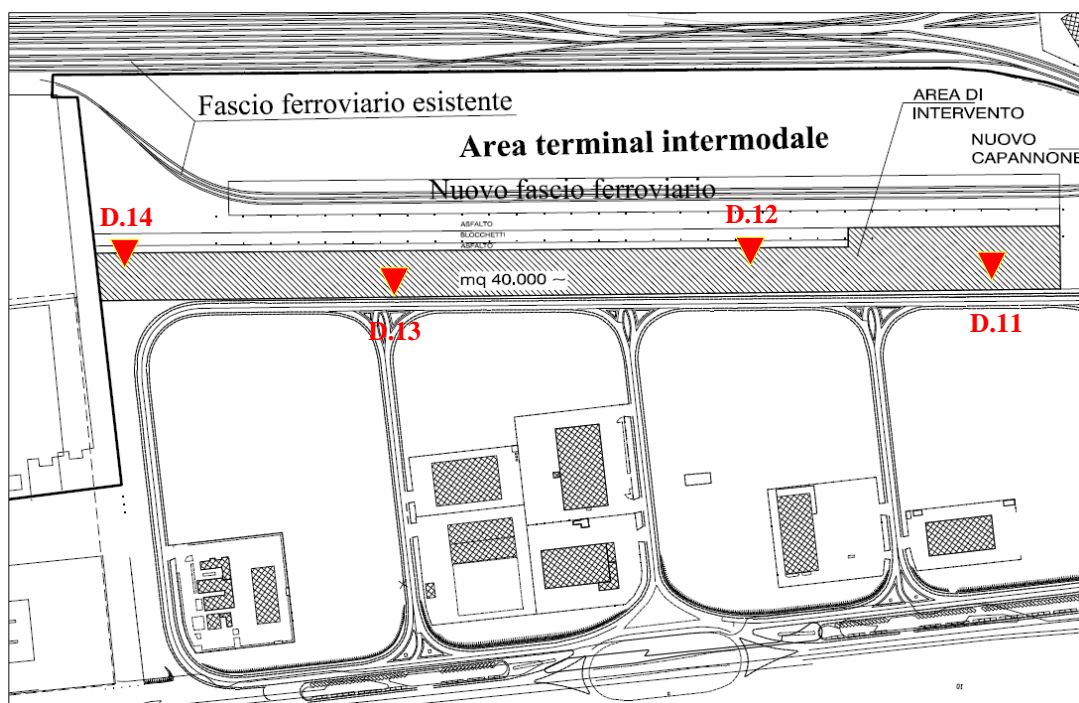 Fascio ferroviario esistente
AREA DI
INTERVENTO
Area terminal intermodale
NUOVO
CAPANNONE
Nuovo fascio ferroviario
D.14
D.12
ASFALTO
BLOCCHETTI
ASFALTO
mq 40.000 ~
D.13
D.11
10